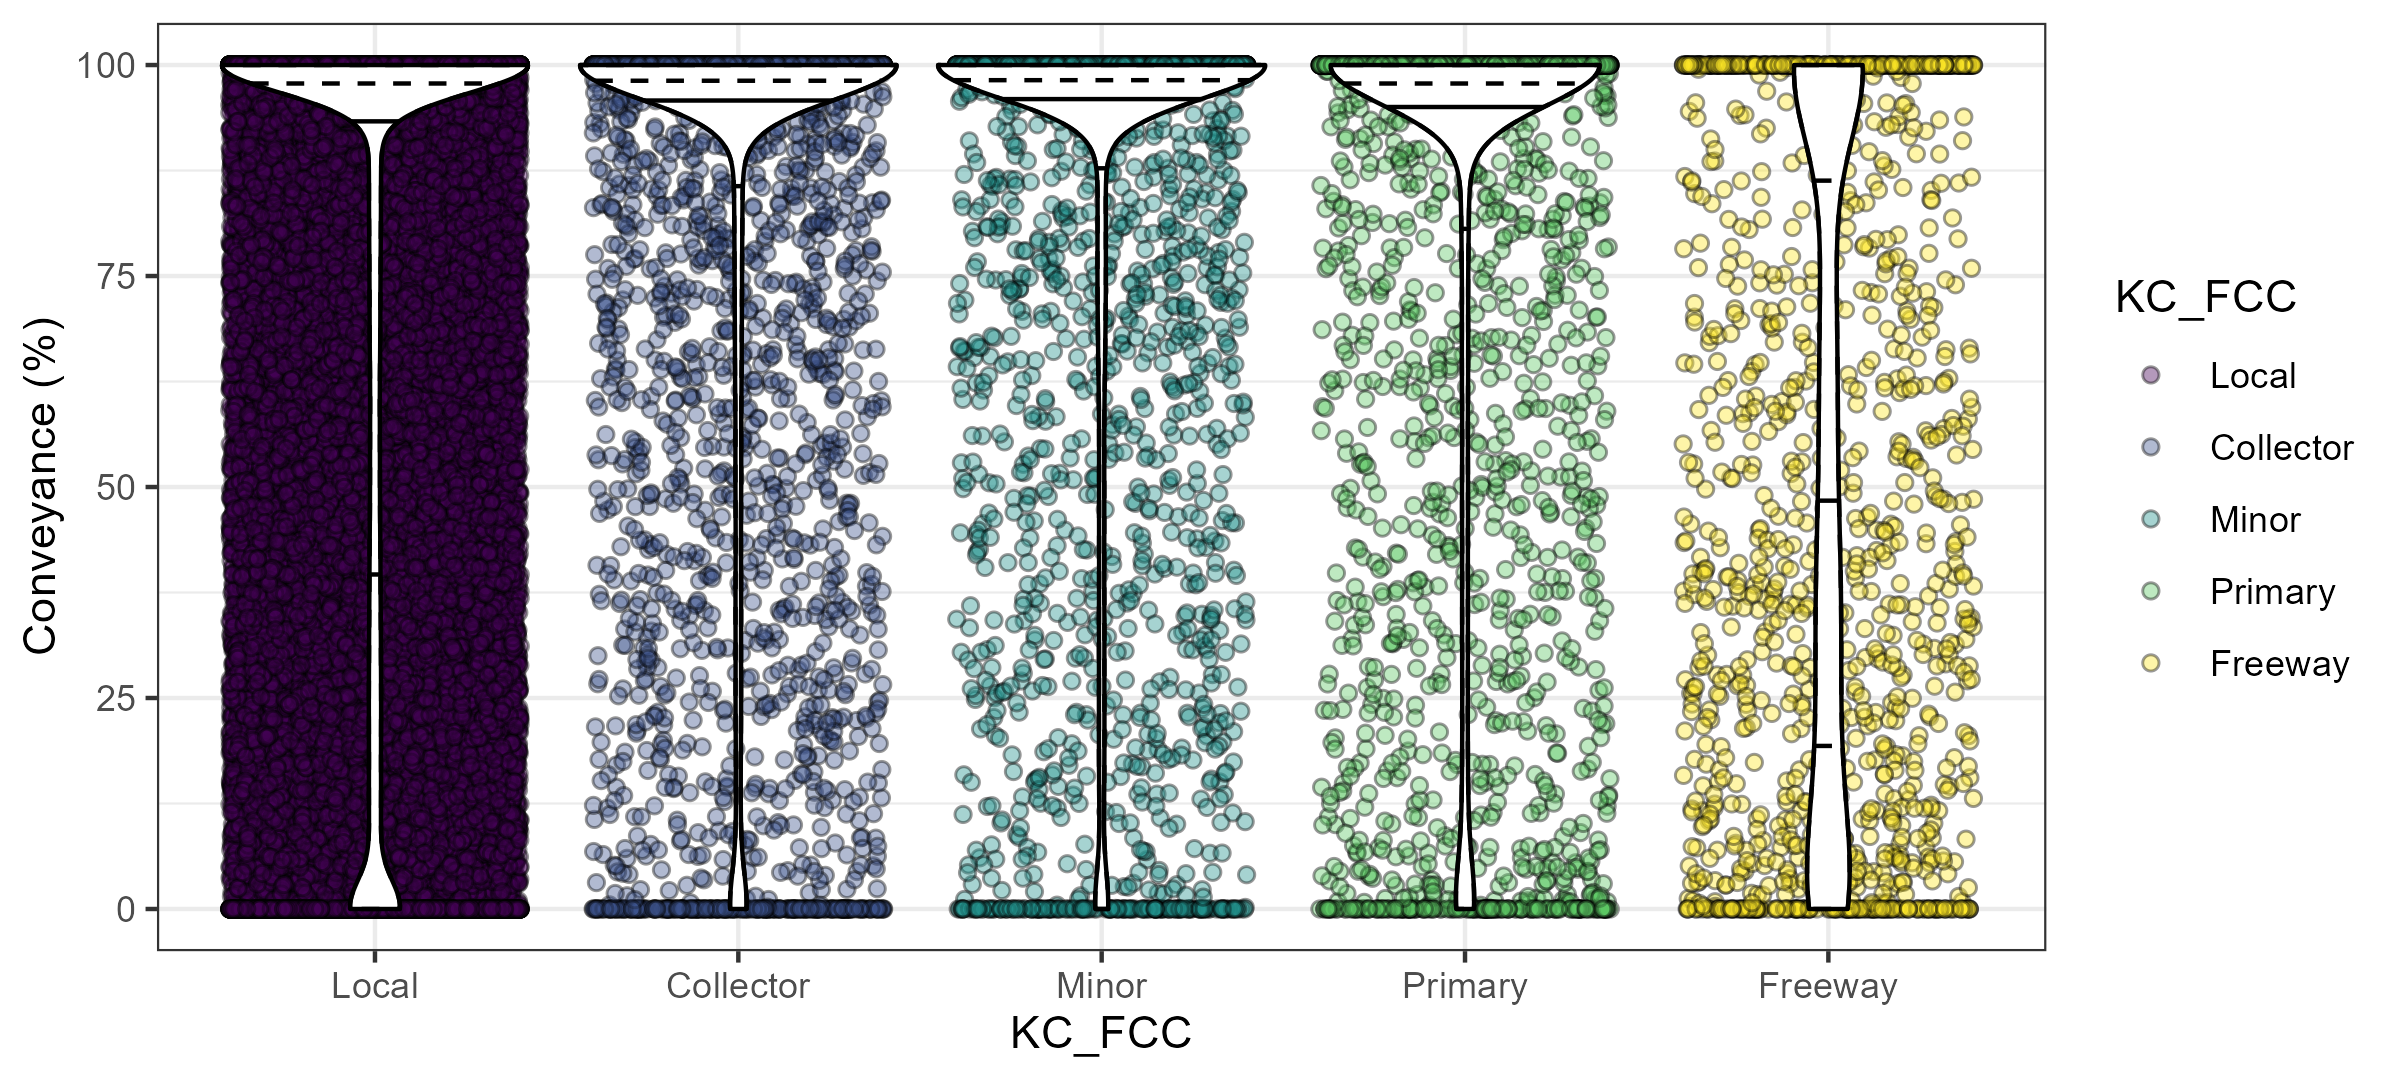 Conveyance (%)
100
75
50
25
0
Local
Collector
Minor
Primary
Freeway
KC_FCC
KC_FCC
Local
Collector
Minor
Primary
Freeway